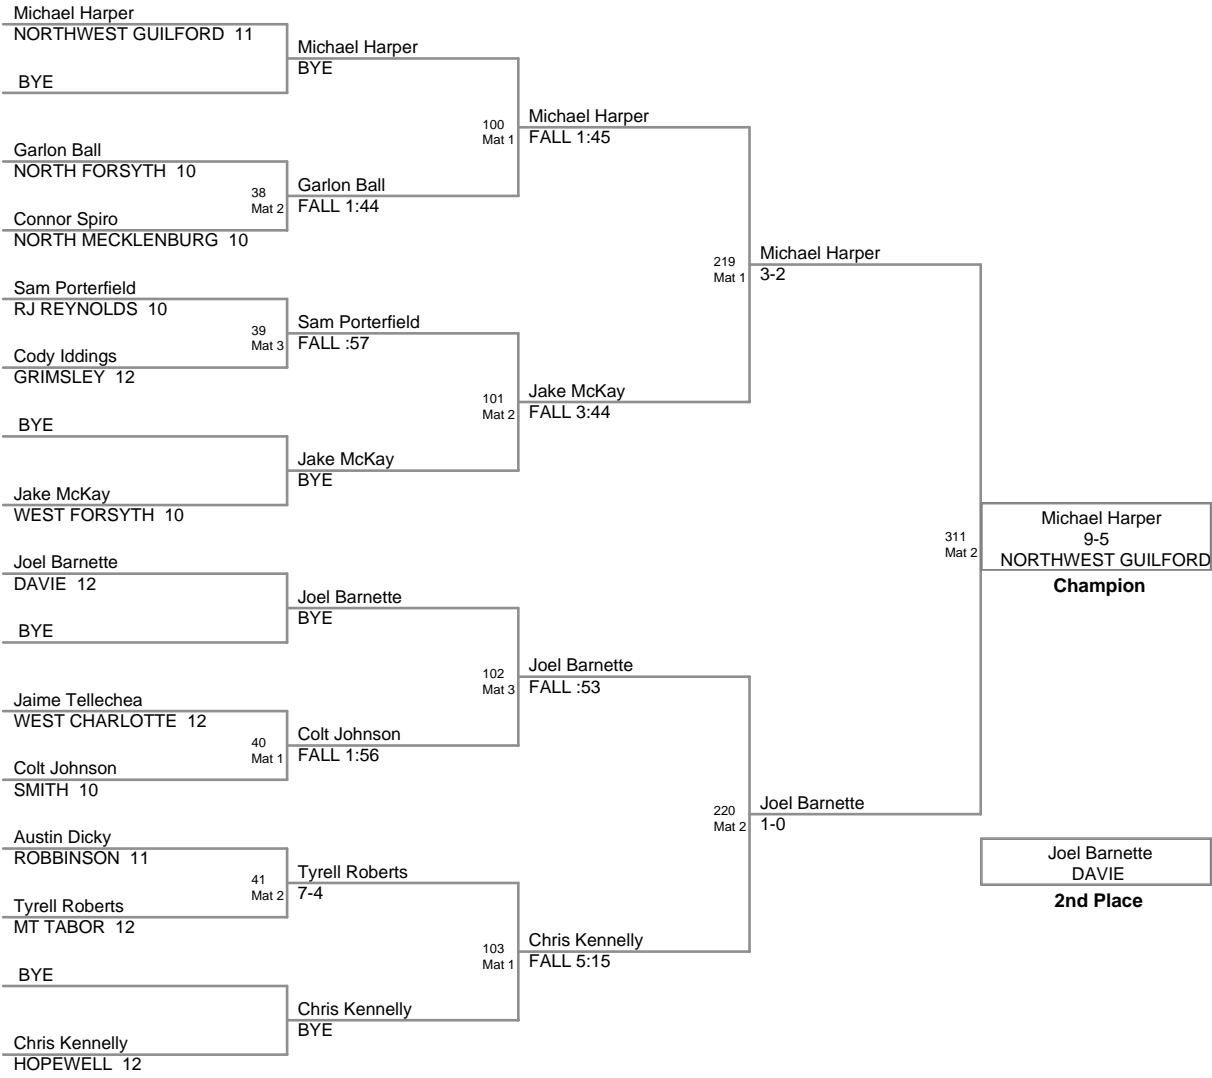 Michael Harper
NORTHWEST GUILFORD 11
BYE
Garlon Ball
NORTH FORSYTH 10
38
Mat 2
Connor Spiro
NORTH MECKLENBURG 10
Sam Porterfield
RJ REYNOLDS 10
39
Mat 3
Cody Iddings
GRIMSLEY 12
BYE
Jake McKay
WEST FORSYTH 10
Joel Barnette
DAVIE 12
BYE
Jaime Tellechea
WEST CHARLOTTE 12
40
Mat 1
Colt Johnson
SMITH 10
Austin Dicky
ROBBINSON 11
41
Mat 2
Tyrell Roberts
MT TABOR 12
BYE
Chris Kennelly
HOPEWELL 12
Michael Harper
BYE
100
Mat 1
Garlon Ball
FALL 1:44
Sam Porterfield
FALL :57
101
Mat 2
Jake McKay
BYE
Joel Barnette
BYE
102
Mat 3
Colt Johnson
FALL 1:56
Tyrell Roberts
7-4
103
Mat 1
Chris Kennelly
BYE
Michael Harper
FALL 1:45
219
Mat 1
Jake McKay
FALL 3:44
Joel Barnette
FALL :53
220
Mat 2
Chris Kennelly
FALL 5:15
Michael Harper
3-2
311
Mat 2
Joel Barnette
1-0
Michael Harper
9-5
NORTHWEST GUILFORD
Champion
Joel Barnette
DAVIE
2nd Place